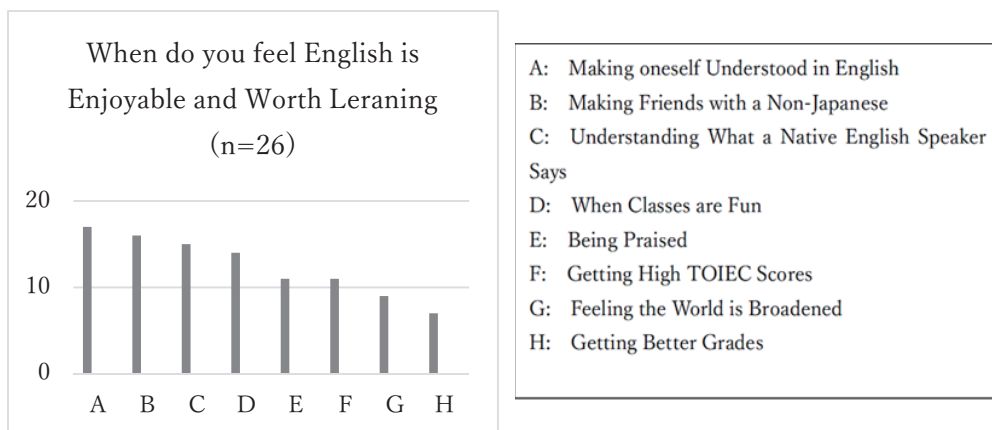 When do you feel English is
Enjoyable and Worth Leraning
(n=26)
20
10
0
A B C D E F G H
A: Making oneself Understood in English
B: Making Friends with a Non-Japanese
C: Understanding What a Native English Speaker
Says
D: When Classes are Fun
E: Being Praised
F: Getting High TOIEC Scores
G: Feeling the World is Broadened
H: Getting Better Grades